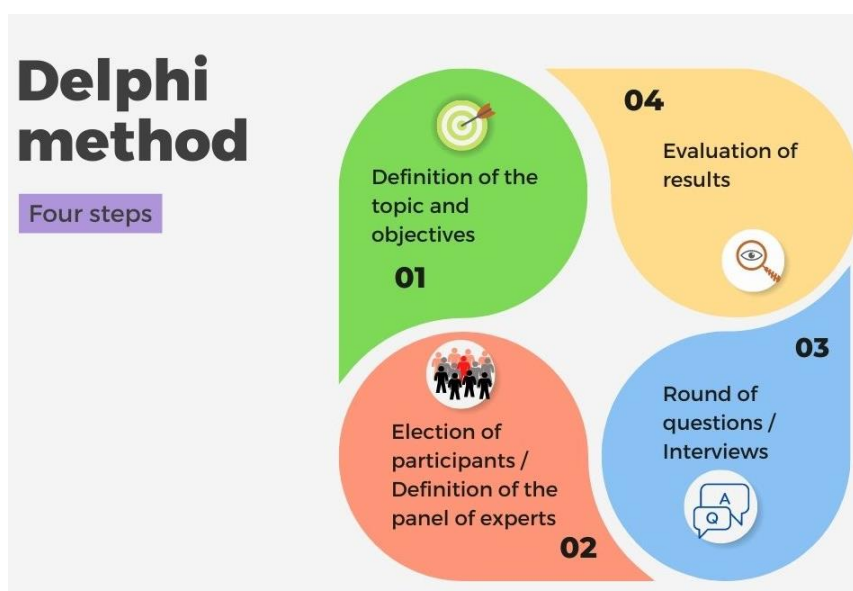 Delphi
method
Four steps
Definition of the
topic and
objectives
01
Election of
participants /
Definition of the
panel of experts
02
03
Round of
questions /
Interviews
A
Q
04
Evaluation of
results